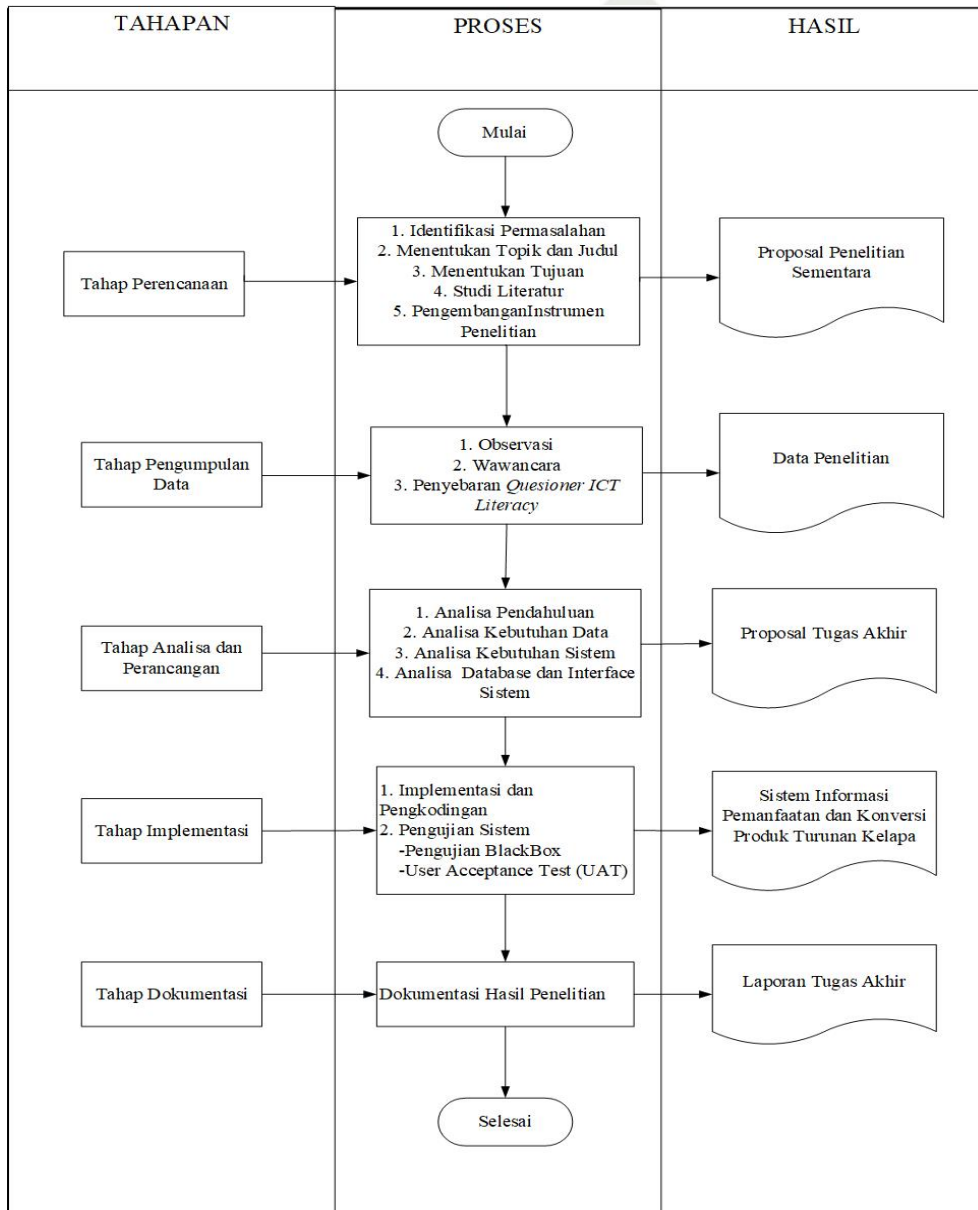 TAHAPAN
PROSES
HASIL
Mulai
Tahap Perencanaan
1. Identifikasi Permasalahan
2. Menentukan Topik dan Judul
3. Menentukan Tujuan
4. Studi Literatur
5. PengembanganInstrumen
Penelitian
Proposal Penelitian
Sementara
Tahap Pengumpulan
Data
1. Observasi
2. Wawancara
3. Penyebaran Quesioner ICT
Literacy
Data Penelitian
Tahap Analisa dan
Perancangan
1. Analisa Pendahuluan
2. Analisa Kebutuhan Data
3. Analisa Kebutuhan Sistem
4. Analisa Database dan Interface
Sistem
Proposal Tugas Akhir
Tahap Implementasi
1. Implementasi dan
Pengkodingan
2. Pengujian Sistem
-Pengujian BlackBox
-User Acceptance Test (UAT)
Sistem Informasi
Pemanfaatan dan Konversi
Produk Turunan Kelapa
Tahap Dokumentasi
Dokumentasi Hasil Penelitian
Laporan Tugas Akhir
Selesai